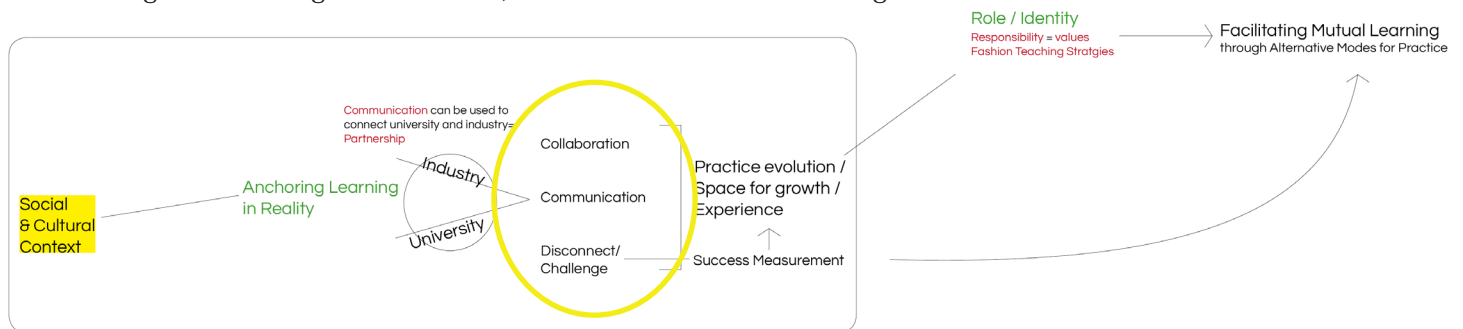 Social
& Cultural
Context
Anchoring Learning
in Reality
Communication can be used to
connect university and industry=
Partnership
Industry
University
Collaboration
Communication
Disconnect/
Challenge
Practice evolution /
Space for growth /
Experience
Success Measurement
Role / Identity
Responsibility = values
Fashion Teaching Stratgies
Facilitating Mutual Learning
through Alternative Modes for Practice